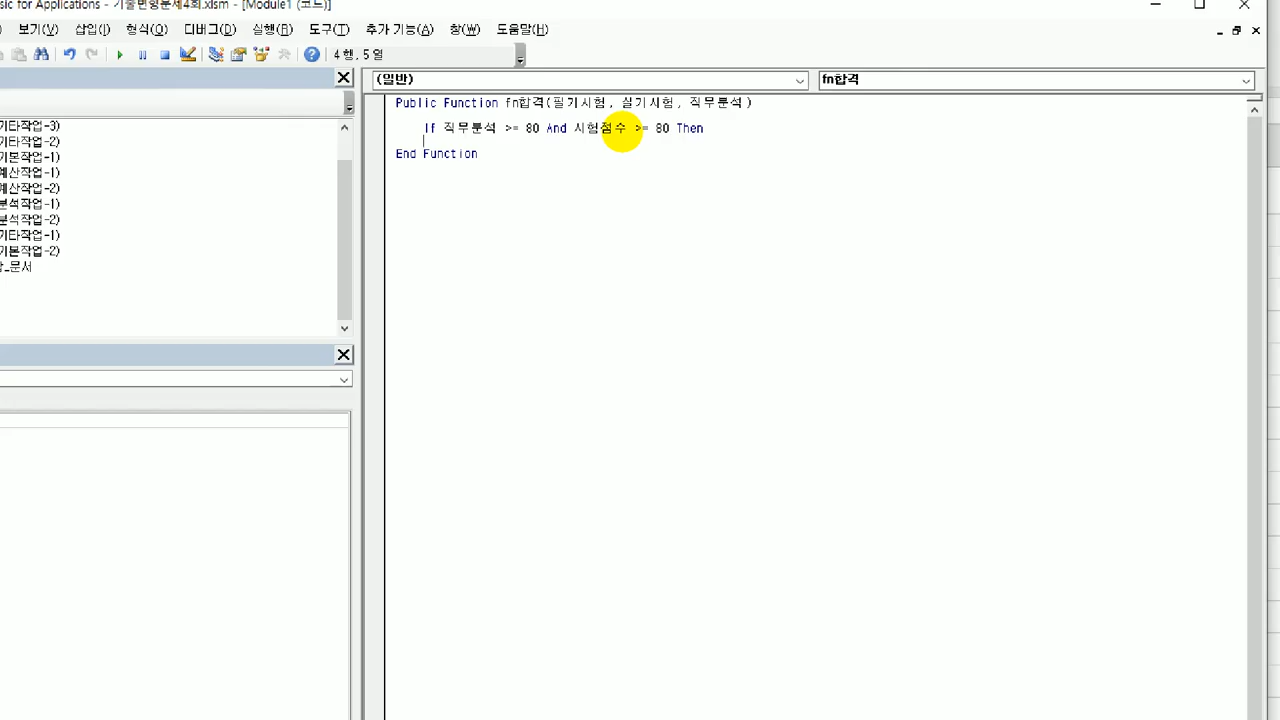 sic for Applications - 기출변형문제4회.xlsm - [Module1 (코드)]
보기(V) 삽입(I) 형식(O) 디버그(D) 실행(R) 도구(T) 추가 기능(A) 창(W) 도움말(H)
4 행, 5 열
(일반) fn합격
기타작업-3)
기타작업-2)
기본작업-1)
계산작업-1)
예산작업-2)
분석작업-1)
분석작업-2)
기타작업-1)
기본작업-2)
합_문서
Public Function fn합격(필기시험, 실기시험, 직무분석)
If 직무분석 >= 80 And 시험점수 >= 80 Then
End Function